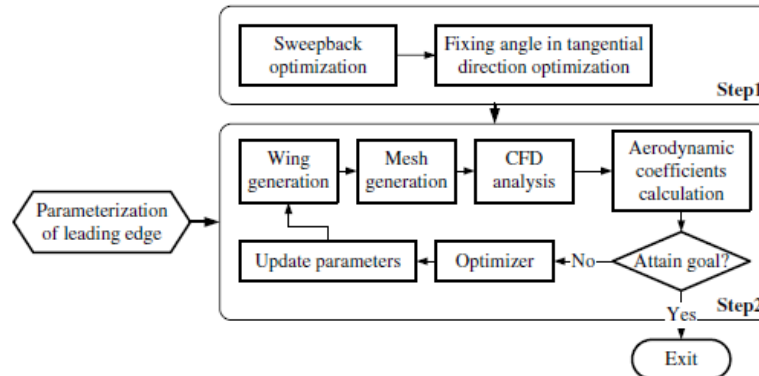 Sweepback
optimization
Fixing angle in tangential
direction optimization
Step1
Wing
generation
Mesh
generation
CFD
analysis
Aerodynamic
coefficients
calculation
Parameterization
of leading edge
Update parameters
Optimizer
No
Attain goal?
Yes
Step2
Exit